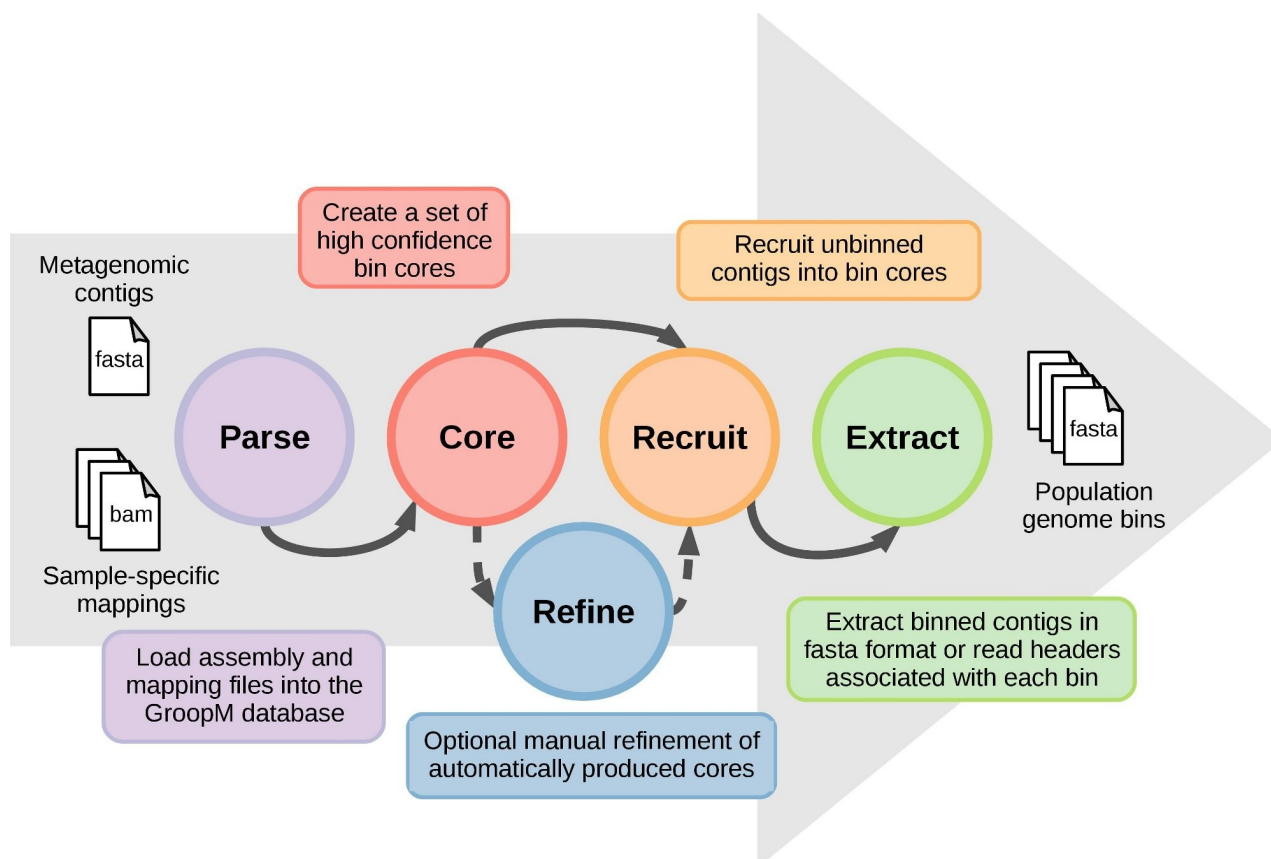 Create a set of
high confidence
bin cores
Recruit unbinned
contigs into bin cores
Metagenomic
contigs
fasta
bam
Sample-specific
mappings
Parse
Core
Recruit
Extract
Refine
fasta
Population
genome bins
Load assembly and
mapping files into the
GroopM database
Optional manual refinement of
automatically produced cores
Extract binned contigs in
fasta format or read headers
associated with each bin